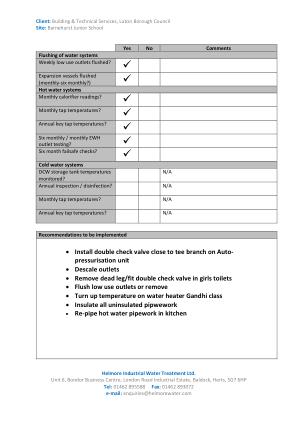 Client: Building & Technical Services, Luton Borough Council
Site: Barnehurst Junior School
Yes No Comments
Flushing of water systems
Weekly low use outlets flushed? ✓
Expansion vessels flushed
(monthly-six monthly?) ✓
Hot water systems
Monthly calorifier readings? ✓
Monthly tap temperatures? ✓
Annual key tap temperatures? ✓
Six monthly / monthly EWH
outlet testing? ✓
Six month failsafe checks? ✓
Cold water systems
DCW storage tank temperatures
monitored? N/A
Annual inspection / disinfection? N/A
Monthly tap temperatures? N/A
Annual key tap temperatures? N/A
Recommendations to be implemented
• Install double check valve close to tee branch on Auto-
pressurisation unit
• Descale outlets
• Remove dead leg/fit double check valve in girls toilets
• Flush low use outlets or remove
• Turn up temperature on water heater Gandhi class
• Insulate all uninsulated pipework
• Re-pipe hot water pipework in kitchen
Helmore Industrial Water Treatment Ltd.
Unit 6, Bondor Business Centre, London Road Industrial Estate, Baldock, Herts, SG7 6HP
Tel: 01462 895588 Fax: 01462 893872
e-mail: enquiries@helmorewater.com